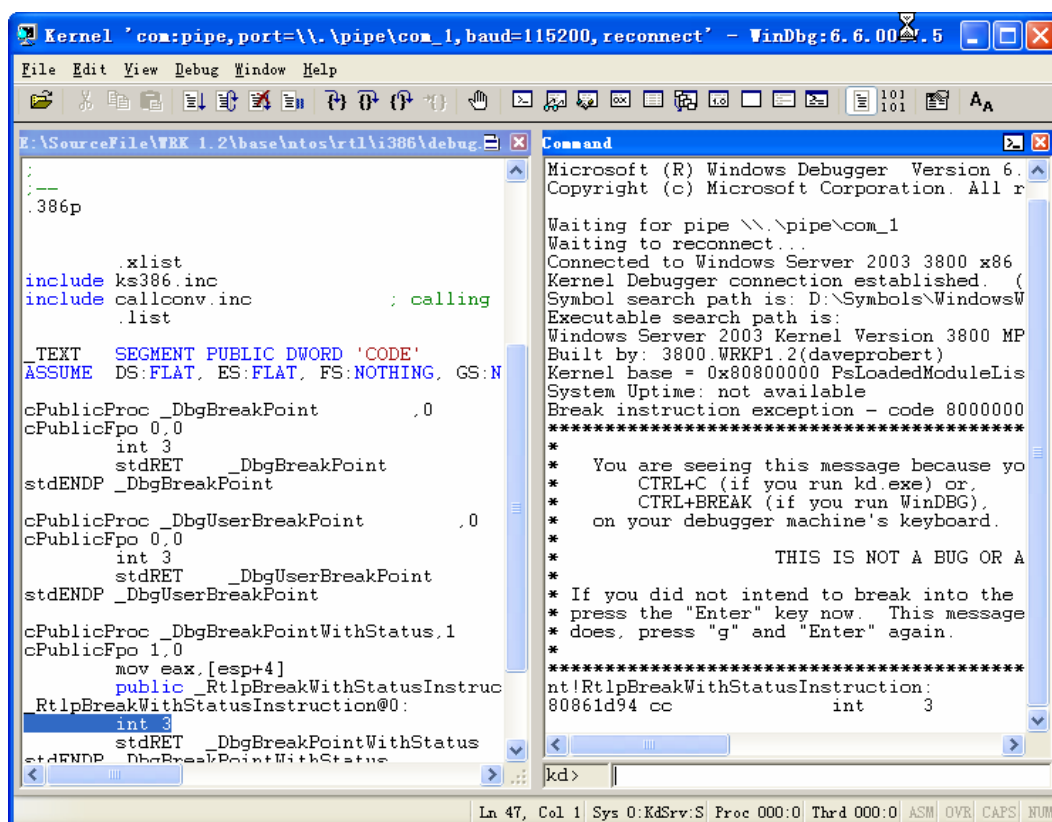 Kernel 'com:pipe,port=\\.\pipe\com_1,baud=115200,reconnect' - WinDbg:6.6.00 .5
File Edit View Debug Window Help
E:\SourceFile\WRK 1.2\base\ntos\rtl\i386\debug.
;
;--
.386p
.xlist
include ks386.inc
include callconv.inc ; calling
.list
_TEXT SEGMENT PUBLIC DWORD 'CODE'
ASSUME DS:FLAT, ES:FLAT, FS:NOTHING, GS:N
cPublicProc _DbgBreakPoint ,0
cPublicFpo 0,0
int 3
stdRET _DbgBreakPoint
stdENDP _DbgBreakPoint
cPublicProc _DbgUserBreakPoint ,0
cPublicFpo 0,0
int 3
stdRET _DbgUserBreakPoint
stdENDP _DbgUserBreakPoint
cPublicProc _DbgBreakPointWithStatus,1
cPublicFpo 1,0
mov eax,[esp+4]
public _RtlpBreakWithStatusInstruc
_RtlpBreakWithStatusInstruction@0:
int 3
stdRET _DbgBreakPointWithStatus
stdENDP _DbgBreakPointWithStatus
Command
Microsoft (R) Windows Debugger Version 6.
Copyright (c) Microsoft Corporation. All r
Waiting for pipe \\.\pipe\com_1
Waiting to reconnect...
Connected to Windows Server 2003 3800 x86
Kernel Debugger connection established. (
Symbol search path is: D:\Symbols\WindowsW
Executable search path is:
Windows Server 2003 Kernel Version 3800 MP
Built by: 3800.WRKP1.2(daveprobert)
Kernel base = 0x80800000 PsLoadedModuleLis
System Uptime: not available
Break instruction exception - code 8000000
******************************************
*
* You are seeing this message because yo
* CTRL+C (if you run kd.exe) or,
* CTRL+BREAK (if you run WinDBG),
* on your debugger machine's keyboard.
*
* THIS IS NOT A BUG OR A
*
* If you did not intend to break into the
* press the "Enter" key now. This message
* does, press "g" and "Enter" again.
*
******************************************
nt!RtlpBreakWithStatusInstruction:
80861d94 cc int 3
kd>
Ln 47, Col 1 Sys 0:KdSrv:S Proc 000:0 Thrd 000:0 ASM OVR CAPS NUM